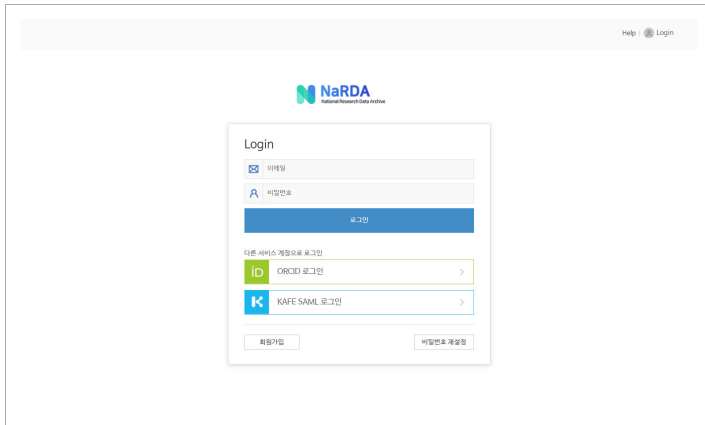 Help
Login
NaRDA
National Research Data Archive
Login
이메일
비밀번호
로그인
다른 서비스 계정으로 로그인
iD ORCID 로그인
KAFE SAML 로그인
회원가입
비밀번호 재설정